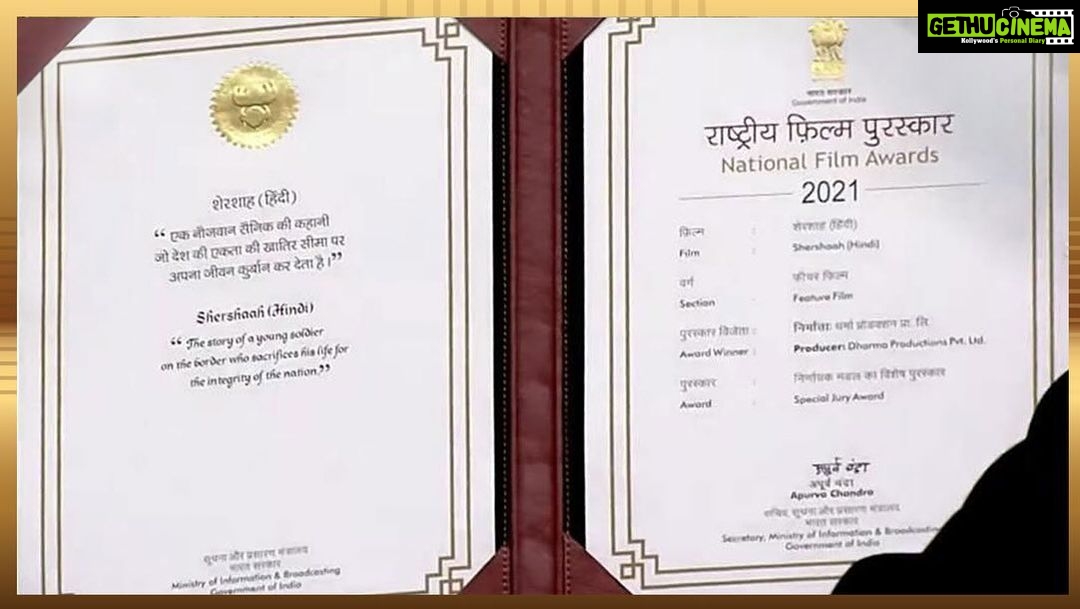 GETHUCINEMA
Kollywood's Personal Diary
शेरशाह (हिंदी)
“ एक नौजवान सैनिक की कहानी
जो देश की एकता की खातिर सीमा पर
अपना जीवन कुर्बान कर देता है।”
Shershaah (Hindi)
“ The story of a young soldier
on the border who sacrifices his life for
the integrity of the nation.”
सूचना और प्रसारण मंत्रालय
भारत सरकार
Ministry of Information & Broadcasting
Government of India
भारत सरकार
Government of India
राष्ट्रीय फ़िल्म पुरस्कार
National Film Awards
2021
फ़िल्म : शेरशाह (हिंदी)
Film : Shershaah (Hindi)
वर्ग : फीचर फ़िल्म
Section : Feature Film
पुरस्कार विजेता : निर्माता: धर्मा प्रोडक्शन प्रा. लि.
Award Winner : Producer: Dharma Productions Pvt. Ltd.
पुरस्कार : निर्णायक मंडल का विशेष पुरस्कार
Award : Special Jury Award
अपूर्व चंद्रा
अपूर्व चंद्रा
Apurva Chandra
सचिव, सूचना और प्रसारण मंत्रालय
भारत सरकार
Secretary, Ministry of Information & Broadcastin
Government of India